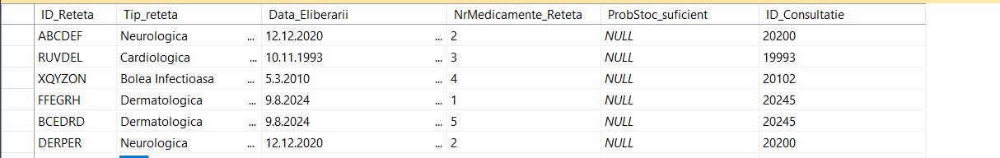 ID_Reteta Tip_reteta Data_Eliberarii NrMedicamente_Reteta ProbStoc_suficient ID_Consultatie
ABCDEF Neurologica ... 12.12.2020 ... 2 NULL 20200
RUVDEL Cardiologica ... 10.11.1993 ... 3 NULL 19993
XQYZON Bolea Infectioasa ... 5.3.2010 ... 4 NULL 20102
FFEGRH Dermatologica ... 9.8.2024 ... 1 NULL 20245
BCEDRD Dermatologica ... 9.8.2024 ... 5 NULL 20245
DERPER Neurologica ... 12.12.2020 ... 2 NULL 20200